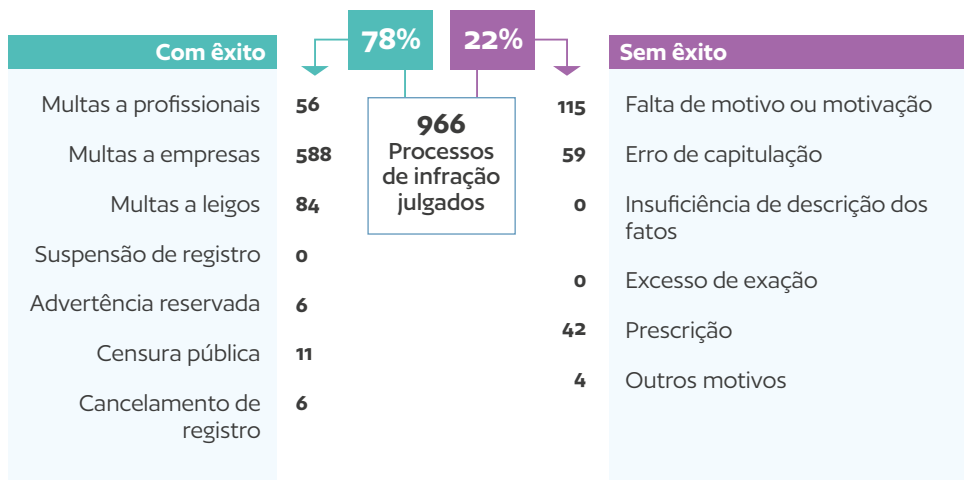 78%
22%
Com êxito
Sem êxito
966
Processos
de infração
julgados
Multas a profissionais 56
Multas a empresas 588
Multas a leigos 84
Suspensão de registro 0
Advertência reservada 6
Censura pública 11
Cancelamento de 6
registro
115 Falta de motivo ou motivação
59 Erro de capitulação
0 Insuficiência de descrição dos
fatos
0 Excesso de exação
42 Prescrição
4 Outros motivos